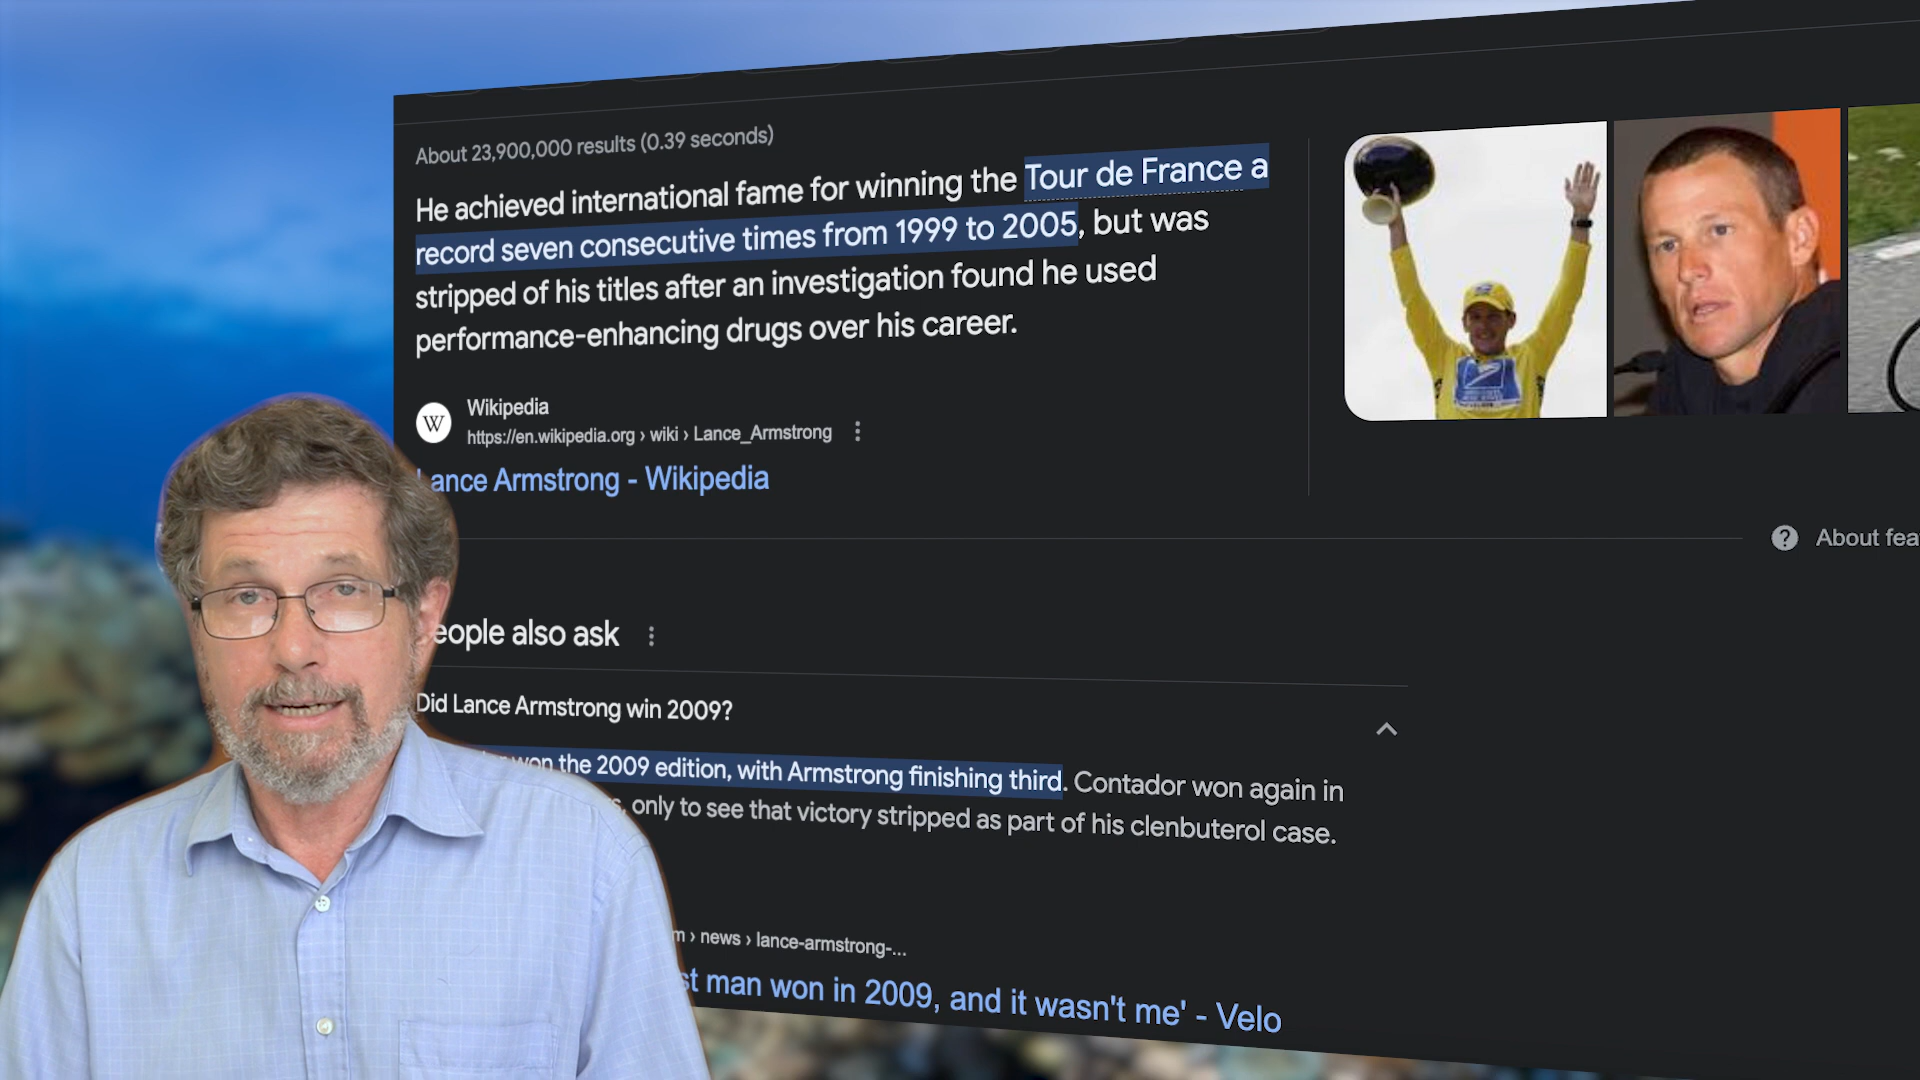 About 23,900,000 results (0.39 seconds)
He achieved international fame for winning the Tour de France a
record seven consecutive times from 1999 to 2005, but was
stripped of his titles after an investigation found he used
performance-enhancing drugs over his career.
W
Wikipedia
https://en.wikipedia.org › wiki › Lance_Armstrong
Lance Armstrong - Wikipedia
? About fea
eople also ask
Did Lance Armstrong win 2009?
won the 2009 edition, with Armstrong finishing third. Contador won again in
only to see that victory stripped as part of his clenbuterol case.
m › news › lance-armstrong-...
st man won in 2009, and it wasn't me' - Velo